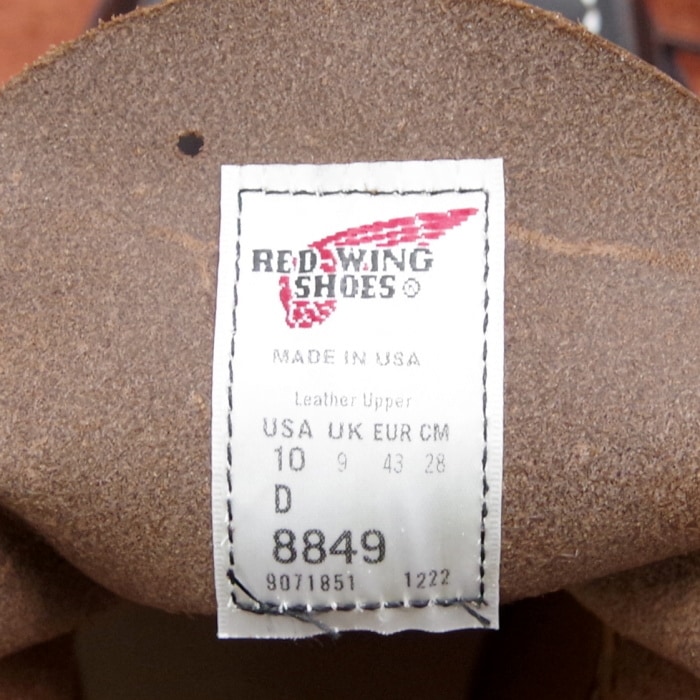 RED WING
SHOES®
MADE IN USA
Leather Upper
USA UK EUR CM
10 9 43 28
D
8849
9071851 1222